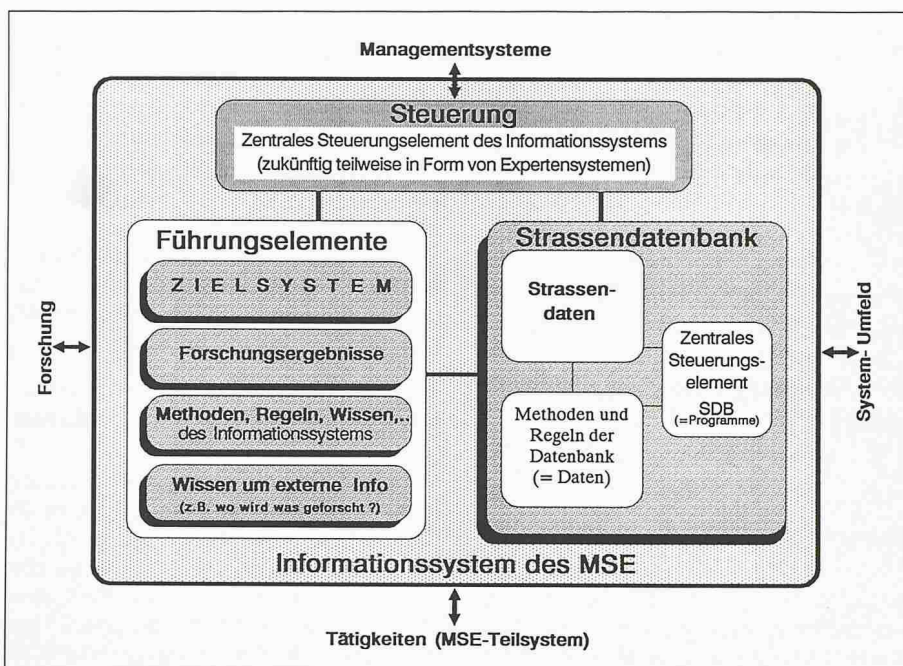 Managementsysteme
Steuerung
Zentrales Steuerungselement des Informationssystems
(zukünftig teilweise in Form von Expertensystemen)
Führungselemente
ZIELSYSTEM
Forschungsergebnisse
Methoden, Regeln, Wissen,..
des Informationssystems
Wissen um externe Info
(z.B. wo wird was geforscht ?)
Strassendatenbank
Strassen-
daten
Zentrales
Steuerungs-
element
SDB
(=Programme)
Methoden und
Regeln der
Datenbank
(= Daten)
Forschung
System- Umfeld
Informationssystem des MSE
Tätigkeiten (MSE-Teilsystem)